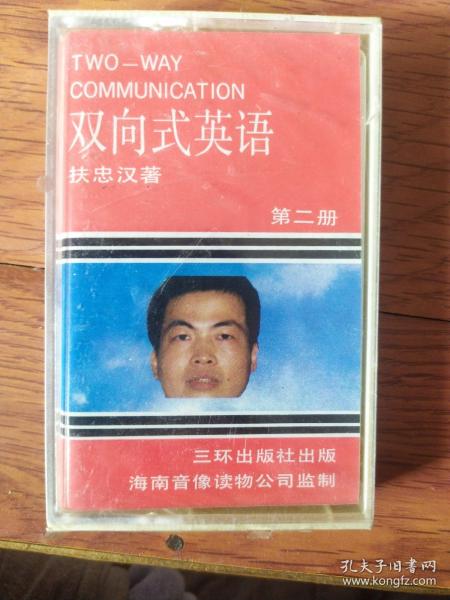 TWO—WAY
COMMUNICATION
双向式英语
扶忠汉著
第二册
三环出版社出版
海南音像读物公司监制
孔夫子旧书网
www.kongfz.com